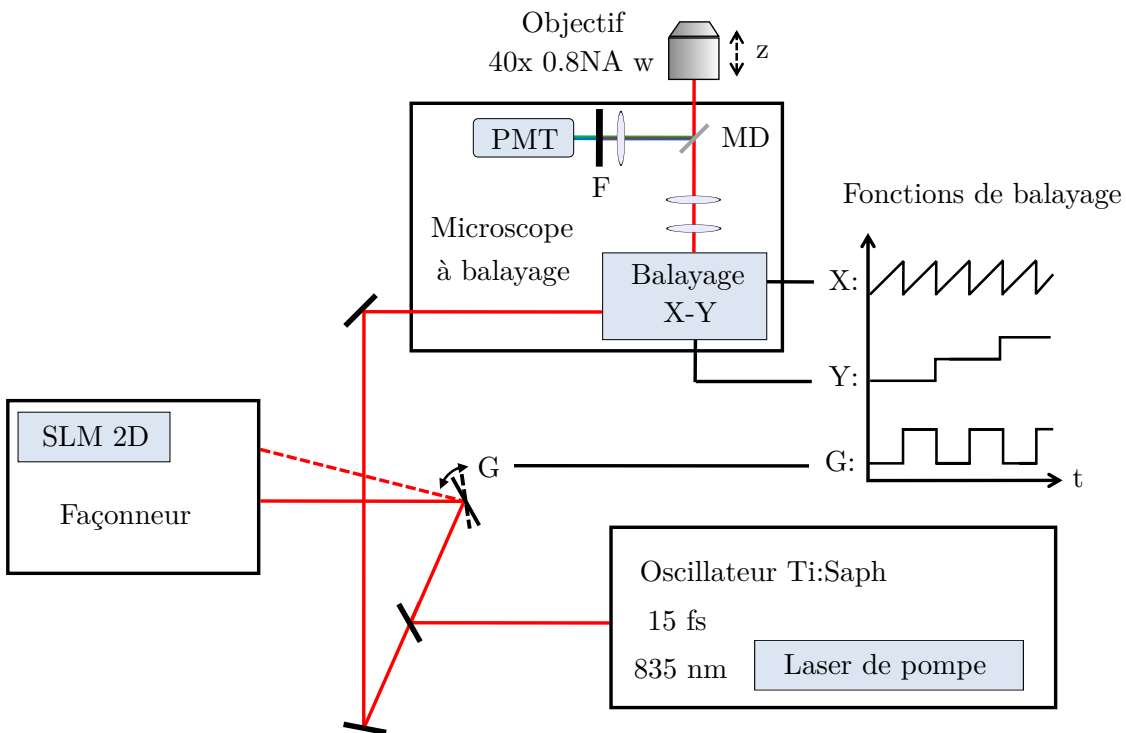 Objectif
40x 0.8NA w
z
PMT
MD
F
Fonctions de balayage
Microscope
à balayage
Balayage
X-Y
X:
Y:
SLM 2D
G
G:
t
Façonneur
Oscillateur Ti:Saph
15 fs
835 nm
Laser de pompe